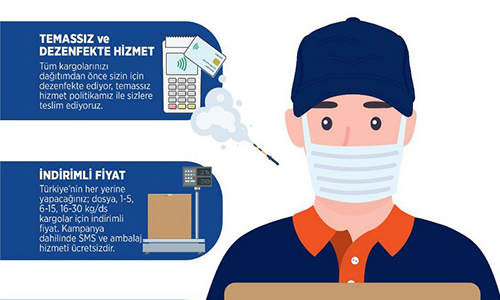 TEMASSIZ ve
DEZENFEKTE HİZMET
Tüm kargolarınızı
dağıtımdan önce sizin için
dezenfekte ediyor, temassız
hizmet politikamız ile sizlere
teslim ediyoruz.
İNDİRİMLİ FİYAT
Türkiye'nin her yerine
yapacağınız; dosya, 1-5,
6-15, 16-30 kg/ds
kargolar için indirimli
fiyat. Kampanya
dahilinde SMS ve ambalaj
hizmeti ücretsizdir.